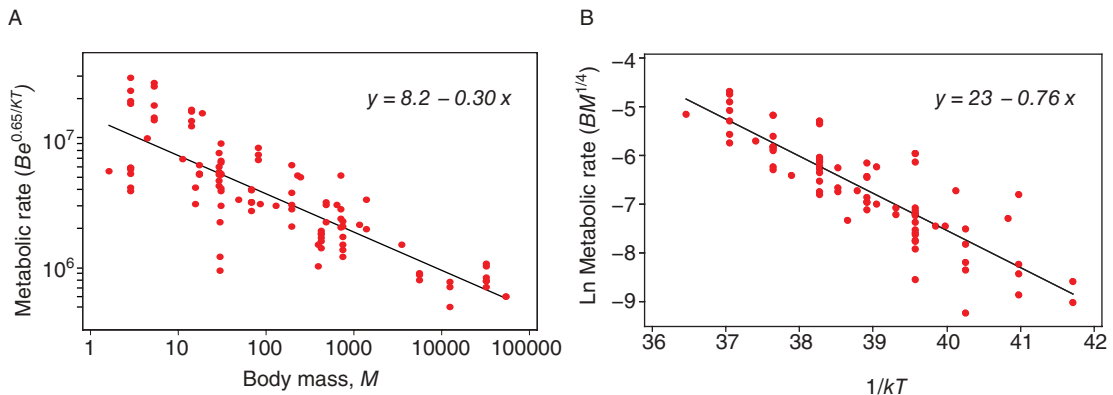 A
Metabolic rate (Be^0.65/KT)
10^7
10^6
y = 8.2 – 0.30 x
1 10 100 1000 10000 100000
Body mass, M
B
Ln Metabolic rate (BM^1/4)
–4
–5
–6
–7
–8
–9
y = 23 – 0.76 x
36 37 38 39 40 41 42
1/kT